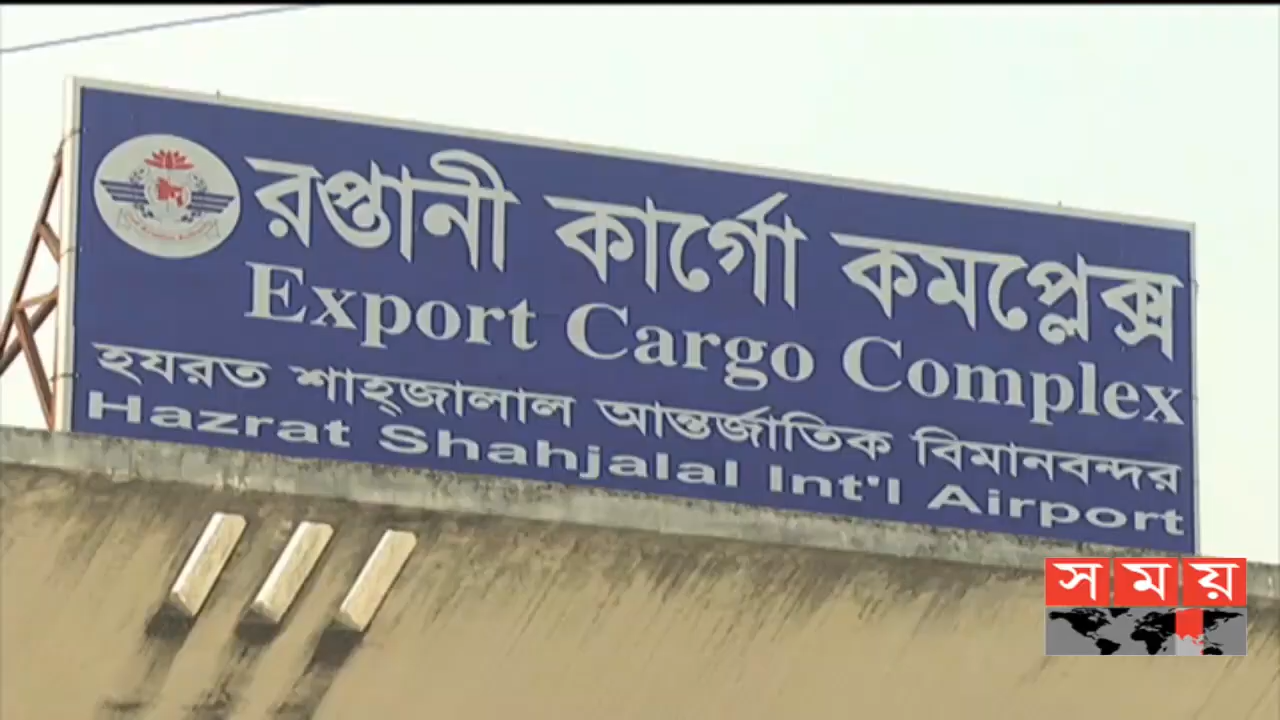 রপ্তানী কার্গো কমপ্লেক্স
Export Cargo Complex
হযরত শাহ্জালাল আন্তর্জাতিক বিমানবন্দর
Hazrat Shahjalal Int'l Airport
সময়